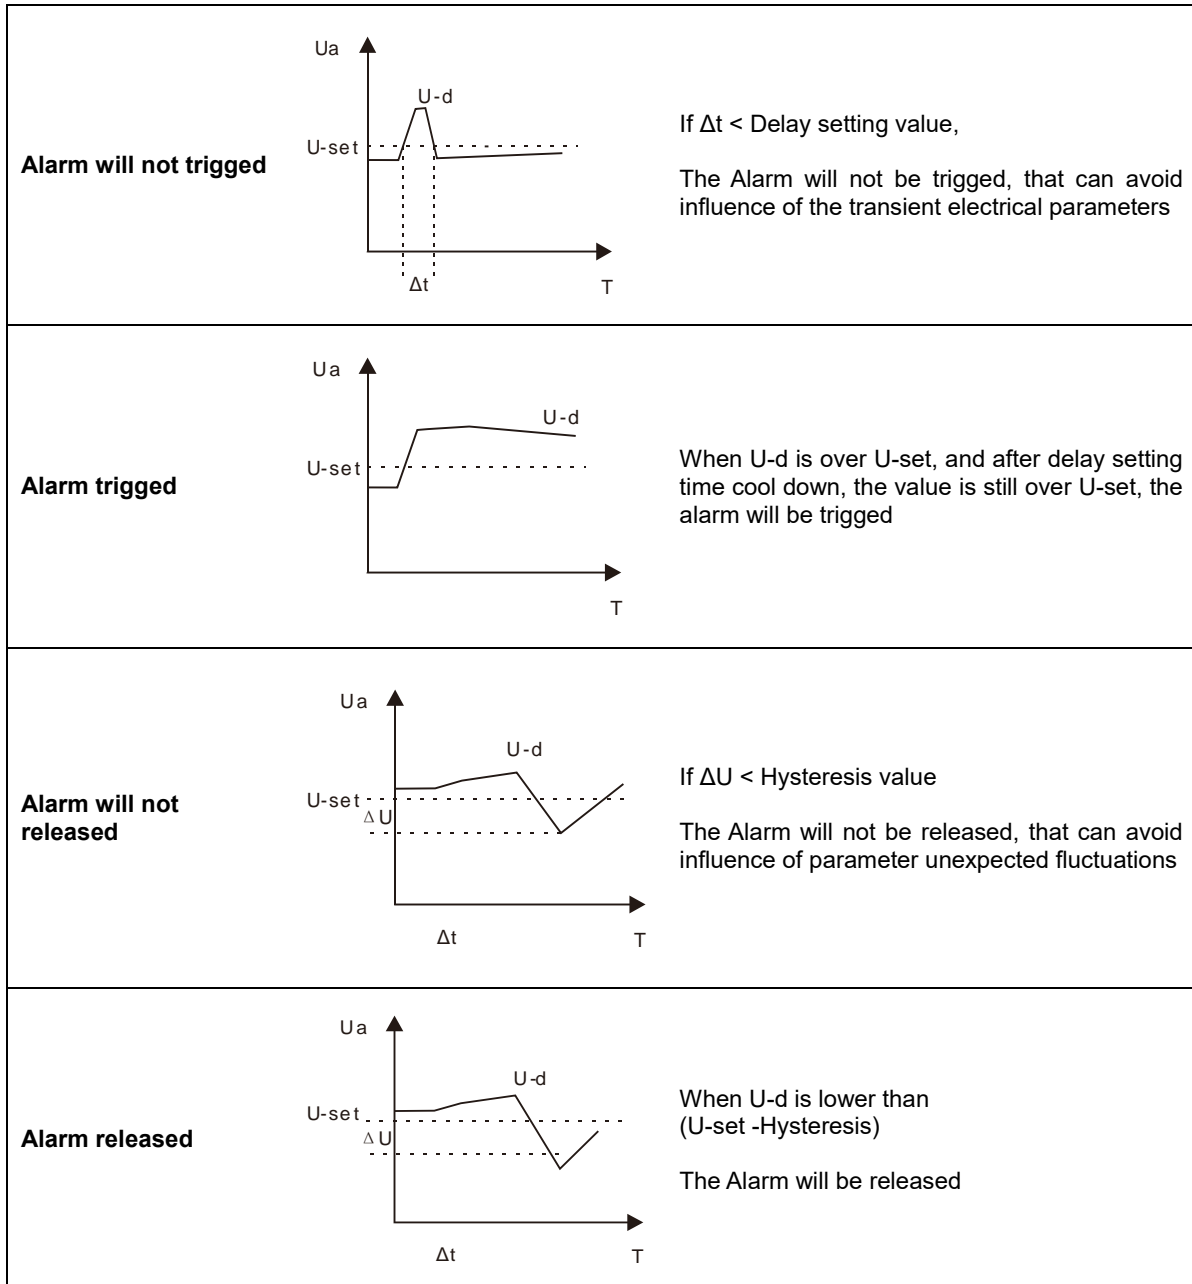 Alarm will not trigged
Ua
U-d
U-set
Δt
T
If Δt < Delay setting value,
The Alarm will not be trigged, that can avoid
influence of the transient electrical parameters
Alarm trigged
Ua
U-d
U-set
T
When U-d is over U-set, and after delay setting
time cool down, the value is still over U-set, the
alarm will be trigged
Alarm will not
released
Ua
U-d
U-set
ΔU
Δt
T
If ΔU < Hysteresis value
The Alarm will not be released, that can avoid
influence of parameter unexpected fluctuations
Alarm released
Ua
U-d
U-set
ΔU
Δt
T
When U-d is lower than
(U-set -Hysteresis)
The Alarm will be released